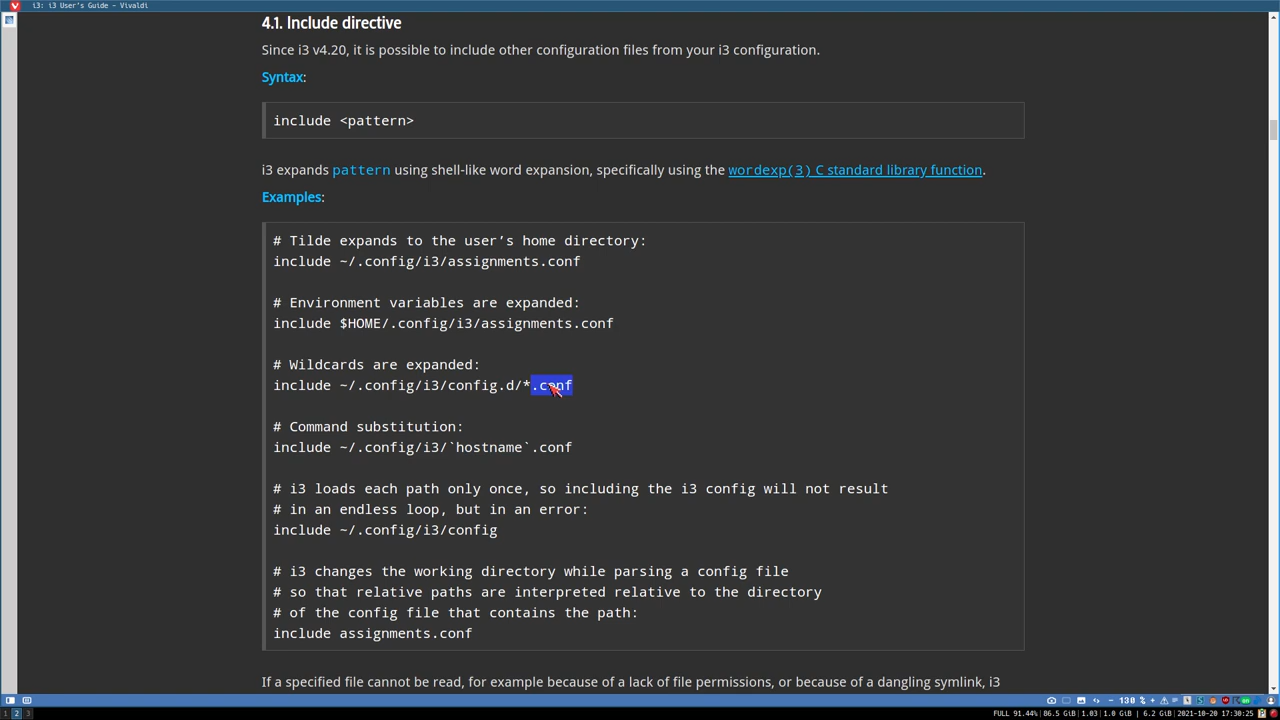 i3: i3 User's Guide - Vivaldi
4.1. Include directive
Since i3 v4.20, it is possible to include other configuration files from your i3 configuration.
Syntax:
include <pattern>
i3 expands pattern using shell-like word expansion, specifically using the wordexp(3) C standard library function.
Examples:
# Tilde expands to the user’s home directory:
include ~/.config/i3/assignments.conf
# Environment variables are expanded:
include $HOME/.config/i3/assignments.conf
# Wildcards are expanded:
include ~/.config/i3/config.d/*.conf
# Command substitution:
include ~/.config/i3/`hostname`.conf
# i3 loads each path only once, so including the i3 config will not result
# in an endless loop, but in an error:
include ~/.config/i3/config
# i3 changes the working directory while parsing a config file
# so that relative paths are interpreted relative to the directory
# of the config file that contains the path:
include assignments.conf
If a specified file cannot be read, for example because of a lack of file permissions, or because of a dangling symlink, i3
130 %
1 2 3
FULL 91.44% | 86.5 GiB | 1.03 | 1.0 GiB | 6.2 GiB | 2021-10-20 17:30:25